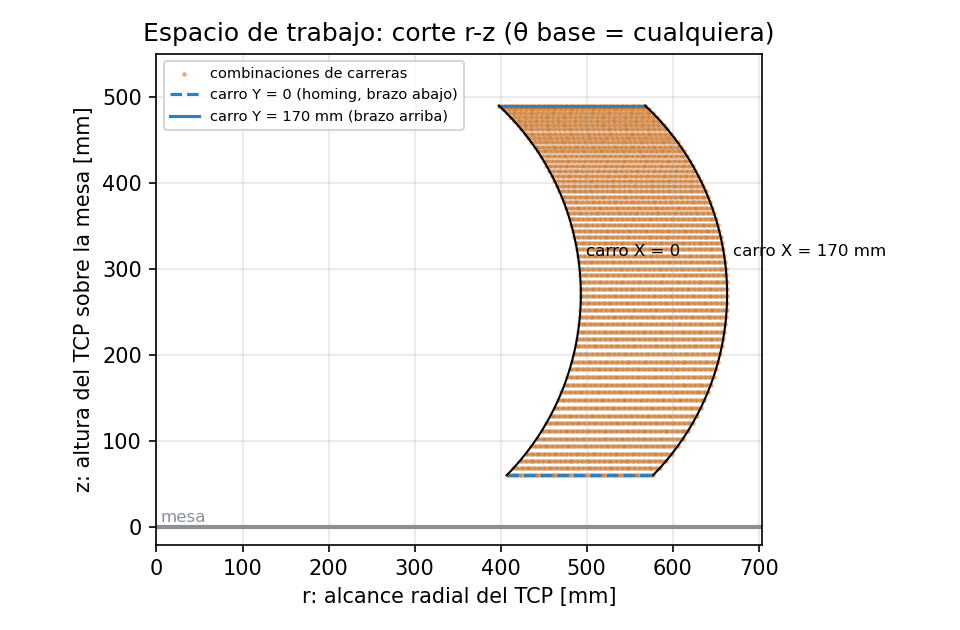 Espacio de trabajo: corte r-z (θ base = cualquiera)
combinaciones de carreras
carro Y = 0 (homing, brazo abajo)
carro Y = 170 mm (brazo arriba)
z: altura del TCP sobre la mesa [mm]
500
400
300
200
100
0
carro X = 0
carro X = 170 mm
mesa
0
100
200
300
400
500
600
700
r: alcance radial del TCP [mm]